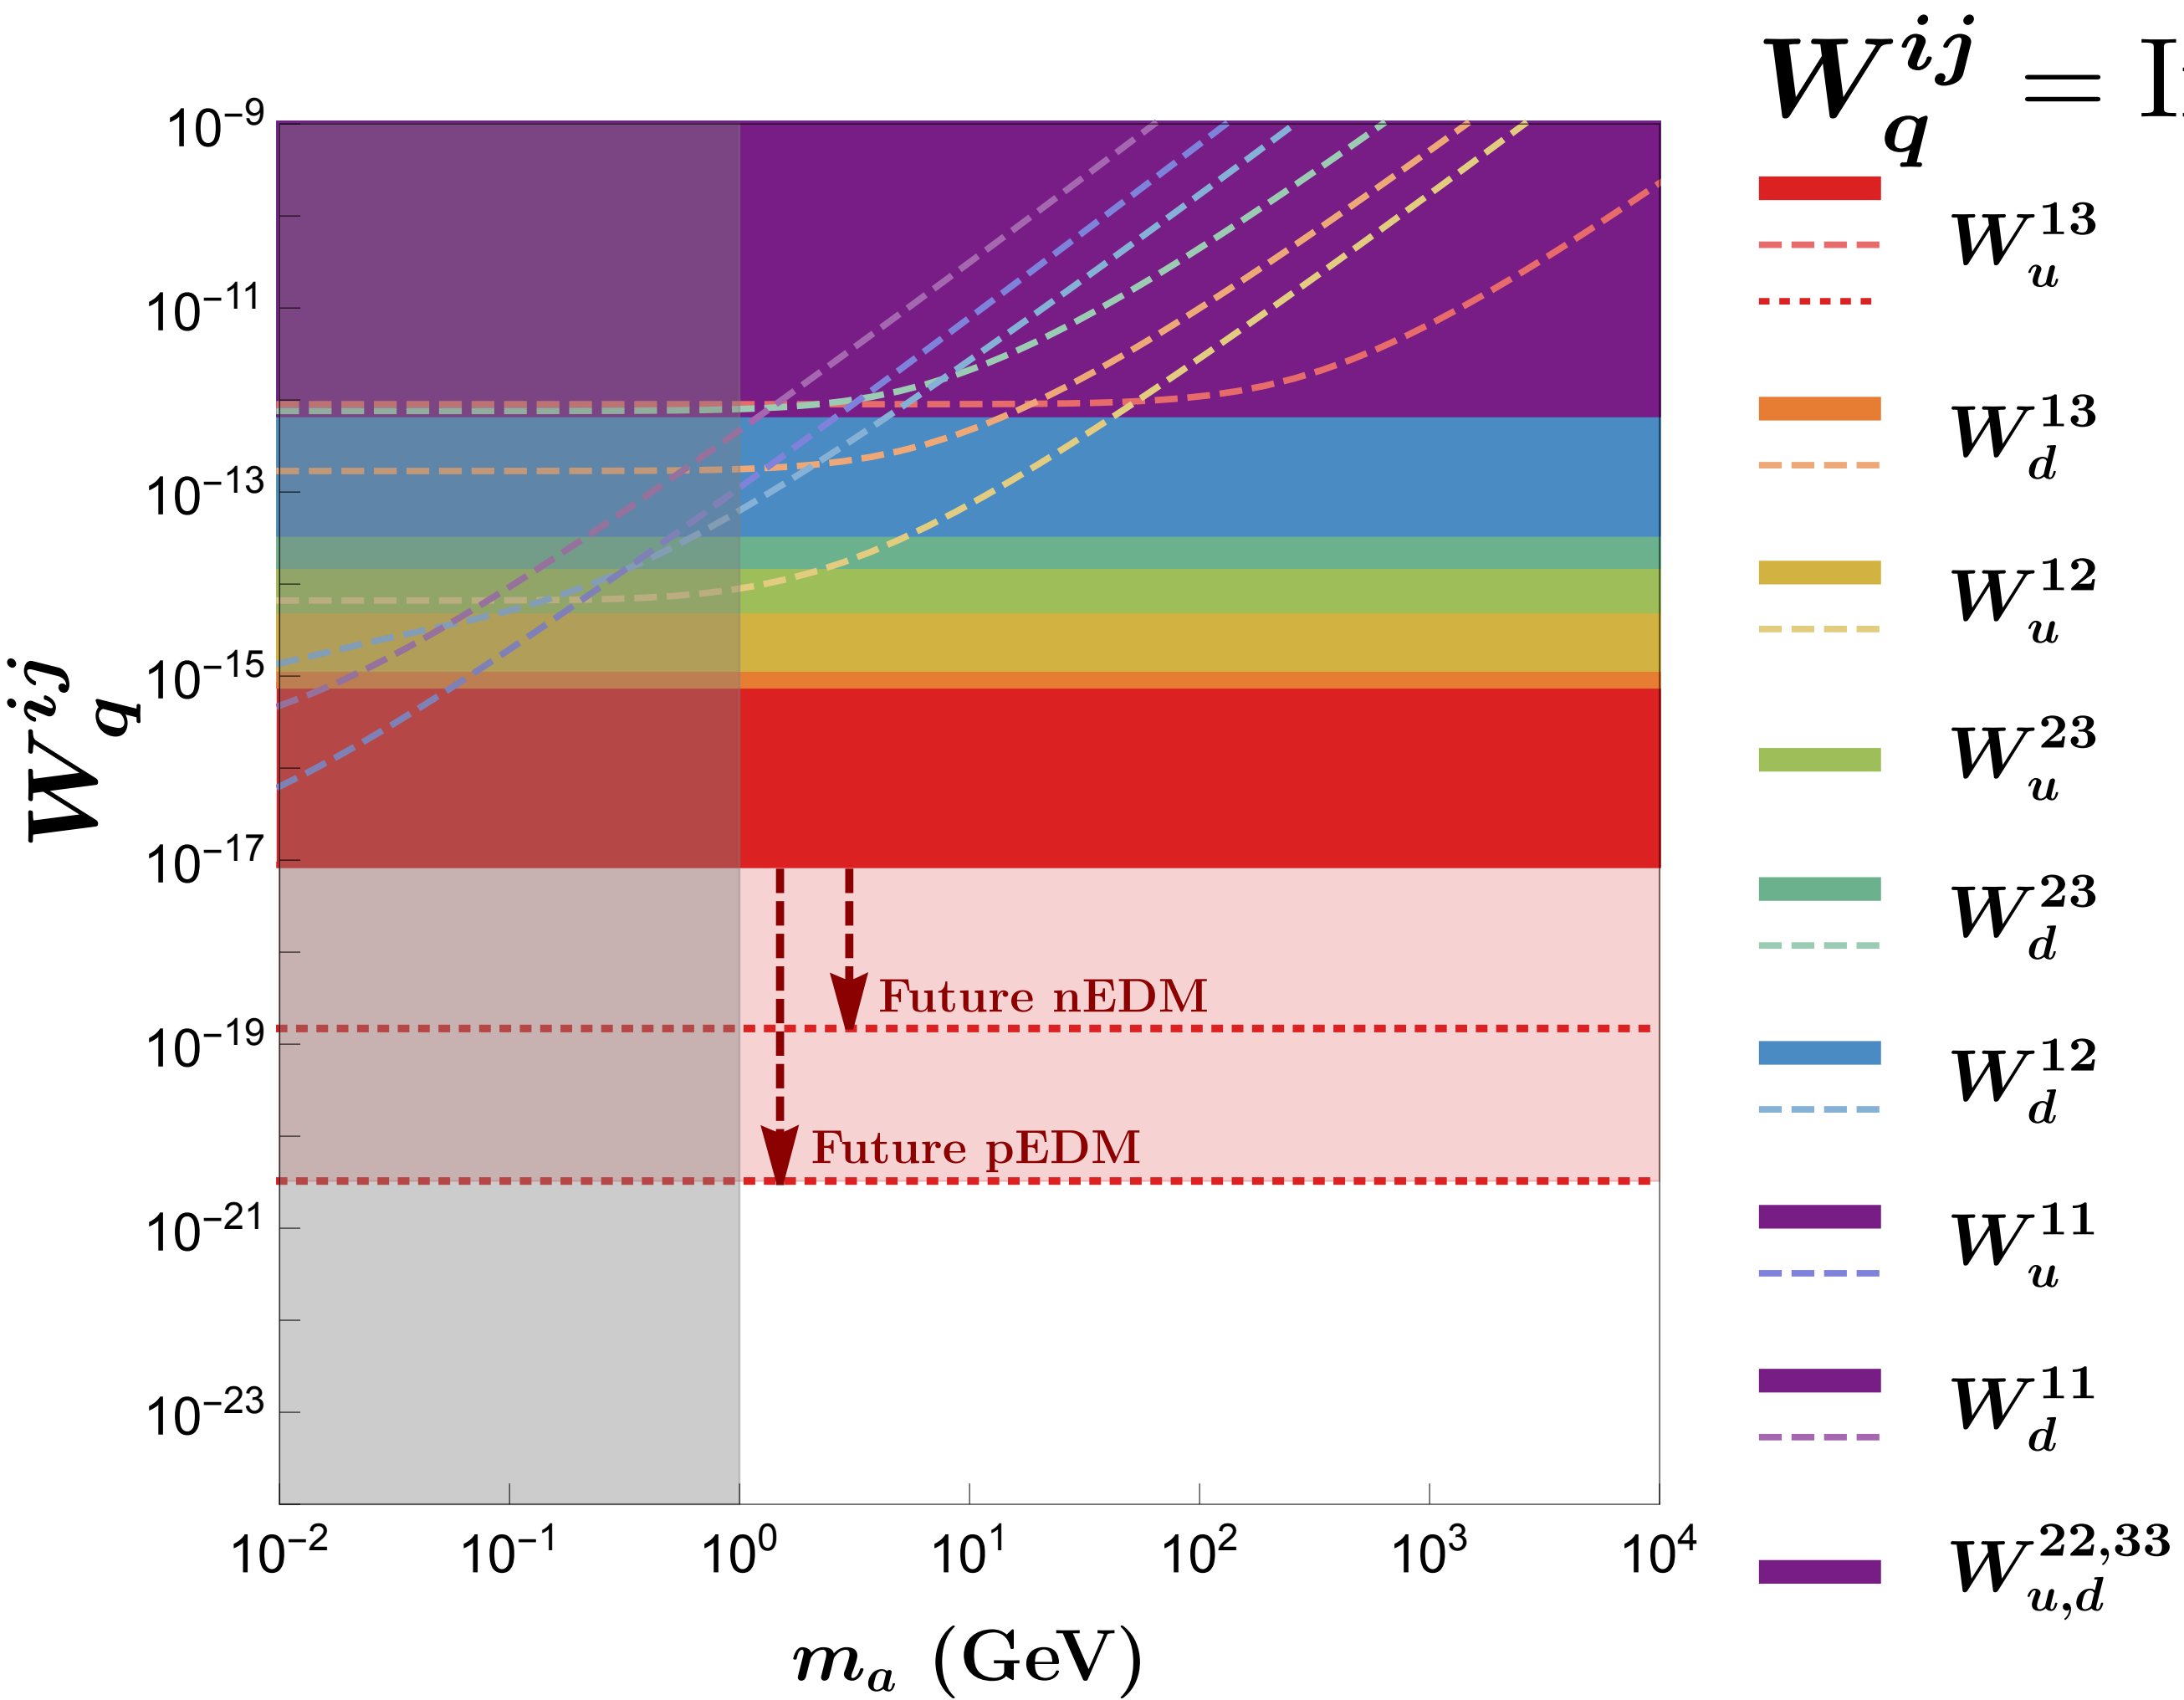 W_q^{ij} = I
10^{-9}
10^{-11}
10^{-13}
10^{-15}
10^{-17}
10^{-19}
10^{-21}
10^{-23}
W_q^{ij}
Future nEDM
Future pEDM
10^{-2} 10^{-1} 10^0 10^1 10^2 10^3 10^4
m_a (GeV)
W_u^{13}
W_d^{13}
W_u^{12}
W_u^{23}
W_d^{23}
W_d^{12}
W_u^{11}
W_d^{11}
W_{u,d}^{22,33}